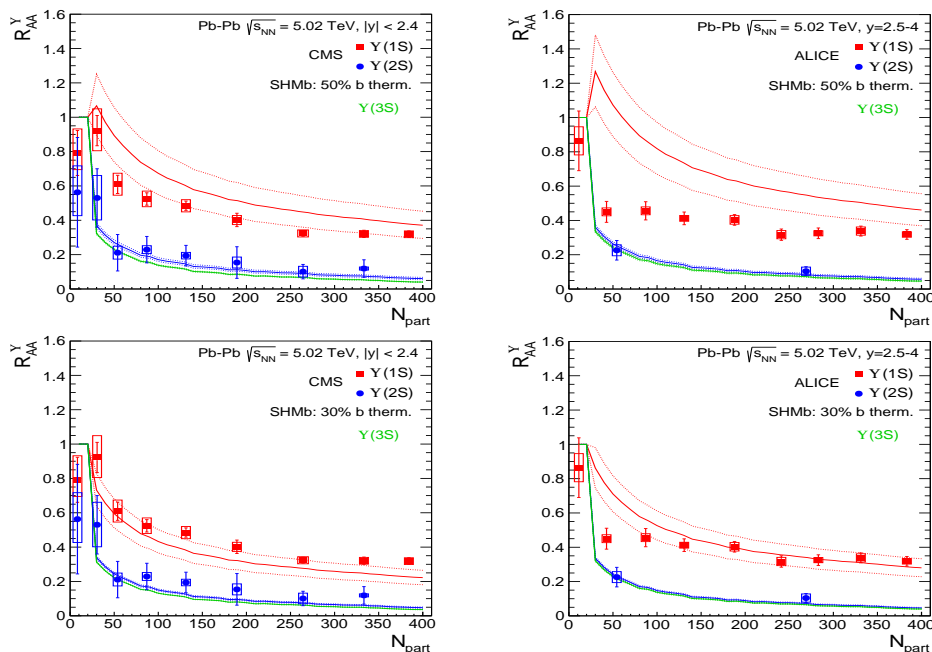 R_AA^Υ
1.6
1.4
1.2
1
0.8
0.6
0.4
0.2
0
0 50 100 150 200 250 300 350 400
N_part
Pb-Pb √s_NN = 5.02 TeV, |y| < 2.4
CMS
Υ(1S)
Υ(2S)
SHMb: 50% b therm.
Υ(3S)
R_AA^Υ
1.6
1.4
1.2
1
0.8
0.6
0.4
0.2
0
0 50 100 150 200 250 300 350 400
N_part
Pb-Pb √s_NN = 5.02 TeV, y=2.5-4
ALICE
Υ(1S)
Υ(2S)
SHMb: 50% b therm.
Υ(3S)
R_AA^Υ
1.6
1.4
1.2
1
0.8
0.6
0.4
0.2
0
0 50 100 150 200 250 300 350 400
N_part
Pb-Pb √s_NN = 5.02 TeV, |y| < 2.4
CMS
Υ(1S)
Υ(2S)
SHMb: 30% b therm.
Υ(3S)
R_AA^Υ
1.6
1.4
1.2
1
0.8
0.6
0.4
0.2
0
0 50 100 150 200 250 300 350 400
N_part
Pb-Pb √s_NN = 5.02 TeV, y=2.5-4
ALICE
Υ(1S)
Υ(2S)
SHMb: 30% b therm.
Υ(3S)